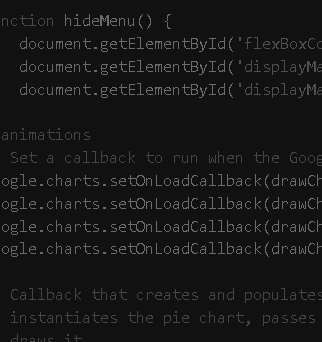 nction hideMenu() {
document.getElementById('flexBoxCo
document.getElementById('displayMa
document.getElementById('displayMa
animations
Set a callback to run when the Goog
ogle.charts.setOnLoadCallback(drawCh
ogle.charts.setOnLoadCallback(drawCh
ogle.charts.setOnLoadCallback(drawCh
ogle.charts.setOnLoadCallback(drawCh
Callback that creates and populates
instantiates the pie chart, passes
draws it